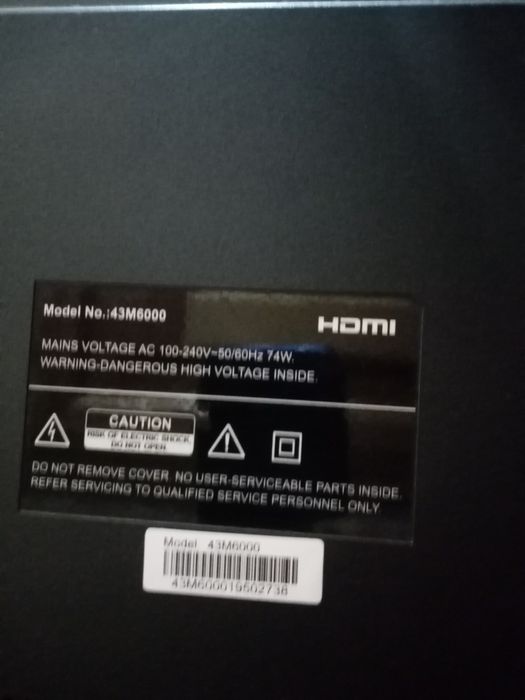 Model No.:43M6000
HDMI
MAINS VOLTAGE AC 100-240V~50/60Hz 74W.
WARNING-DANGEROUS HIGH VOLTAGE INSIDE.
CAUTION
RISK OF ELECTRIC SHOCK
DO NOT OPEN
DO NOT REMOVE COVER. NO USER-SERVICEABLE PARTS INSIDE.
REFER SERVICING TO QUALIFIED SERVICE PERSONNEL ONLY.
Model 43M6000
43M600019502738